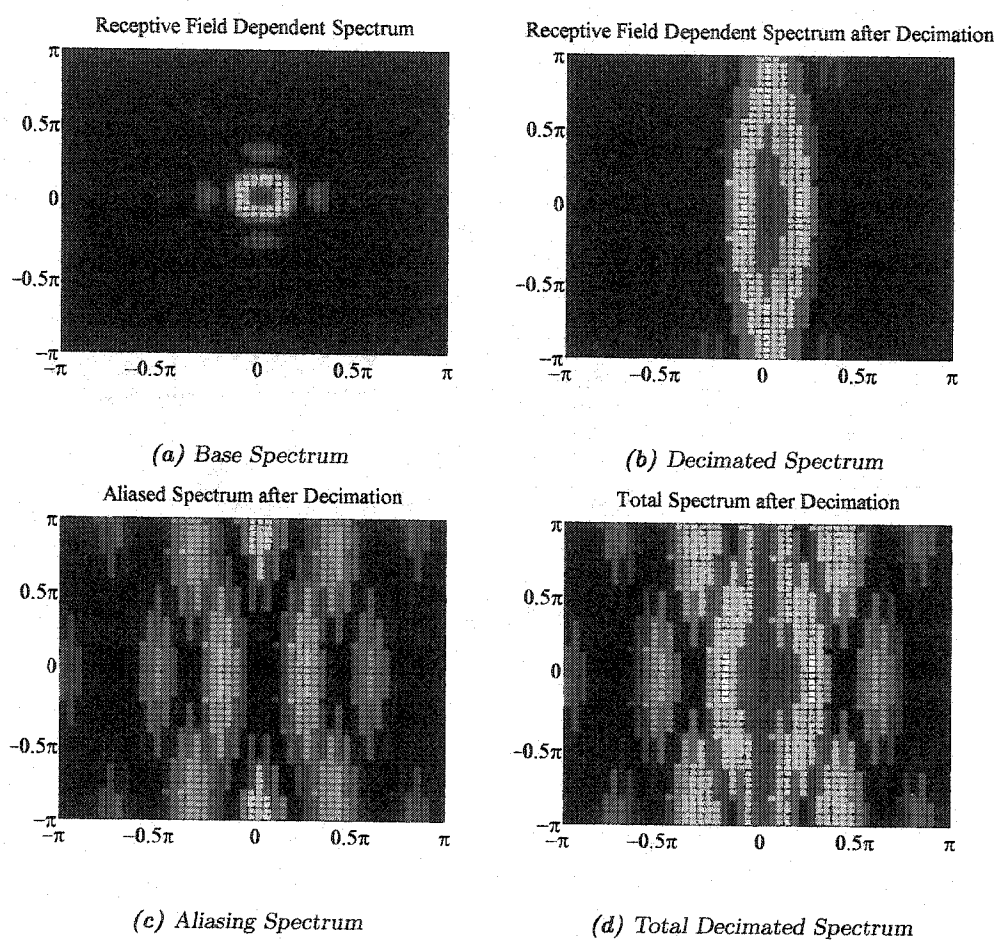 Receptive Field Dependent Spectrum
π
0.5π
0
−0.5π
−π
−π −0.5π 0 0.5π π
(a) Base Spectrum
Receptive Field Dependent Spectrum after Decimation
π
0.5π
0
−0.5π
−π
−π −0.5π 0 0.5π π
(b) Decimated Spectrum
Aliased Spectrum after Decimation
π
0.5π
0
−0.5π
−π
−π −0.5π 0 0.5π π
(c) Aliasing Spectrum
Total Spectrum after Decimation
π
0.5π
0
−0.5π
−π
−π −0.5π 0 0.5π π
(d) Total Decimated Spectrum